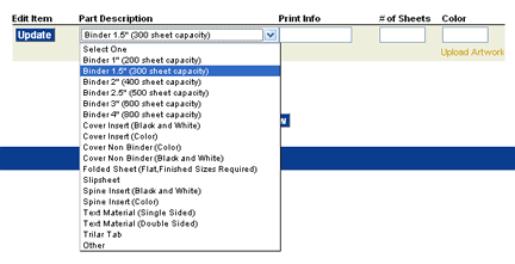 Edit Item Part Description Print Info # of Sheets Color
Update Binder 1.5" (300 sheet capacity)
Upload Artwork
Select One
Binder 1" (200 sheet capacity)
Binder 1.5" (300 sheet capacity)
Binder 2" (400 sheet capacity)
Binder 2.5" (500 sheet capacity)
Binder 3" (600 sheet capacity)
Binder 4" (800 sheet capacity)
Cover Insert (Black and White)
Cover Insert (Color)
Cover Non Binder (Color)
Cover Non Binder (Black and White)
Folded Sheet (Flat,Finished Sizes Required)
Slipsheet
Spine Insert (Black and White)
Spine Insert (Color)
Text Material (Single Sided)
Text Material (Double Sided)
Trilar Tab
Other